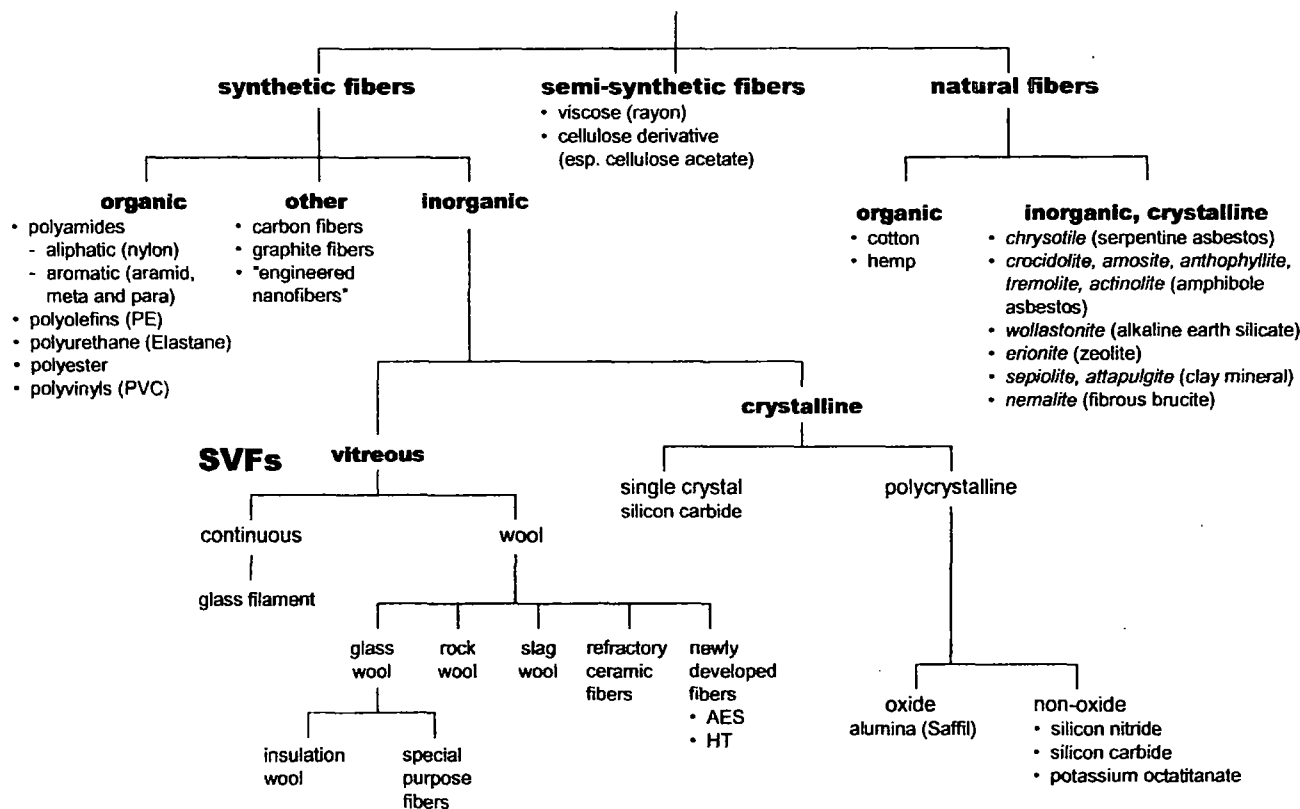 synthetic fibers
semi-synthetic fibers
• viscose (rayon)
• cellulose derivative
(esp. cellulose acetate)
natural fibers
organic
• polyamides
- aliphatic (nylon)
- aromatic (aramid,
meta and para)
• polyolefins (PE)
• polyurethane (Elastane)
• polyester
• polyvinyls (PVC)
other
• carbon fibers
• graphite fibers
• "engineered
nanofibers"
inorganic
organic
• cotton
• hemp
inorganic, crystalline
• chrysotile (serpentine asbestos)
• crocidolite, amosite, anthophyllite,
tremolite, actinolite (amphibole
asbestos)
• wollastonite (alkaline earth silicate)
• erionite (zeolite)
• sepiolite, attapulgite (clay mineral)
• nemalite (fibrous brucite)
SVFs
vitreous
crystalline
continuous
glass filament
wool
single crystal
silicon carbide
polycrystalline
glass
wool
rock
wool
slag
wool
refractory
ceramic
fibers
newly
developed
fibers
• AES
• HT
insulation
wool
special
purpose
fibers
oxide
alumina (Saffil)
non-oxide
• silicon nitride
• silicon carbide
• potassium octatitanate